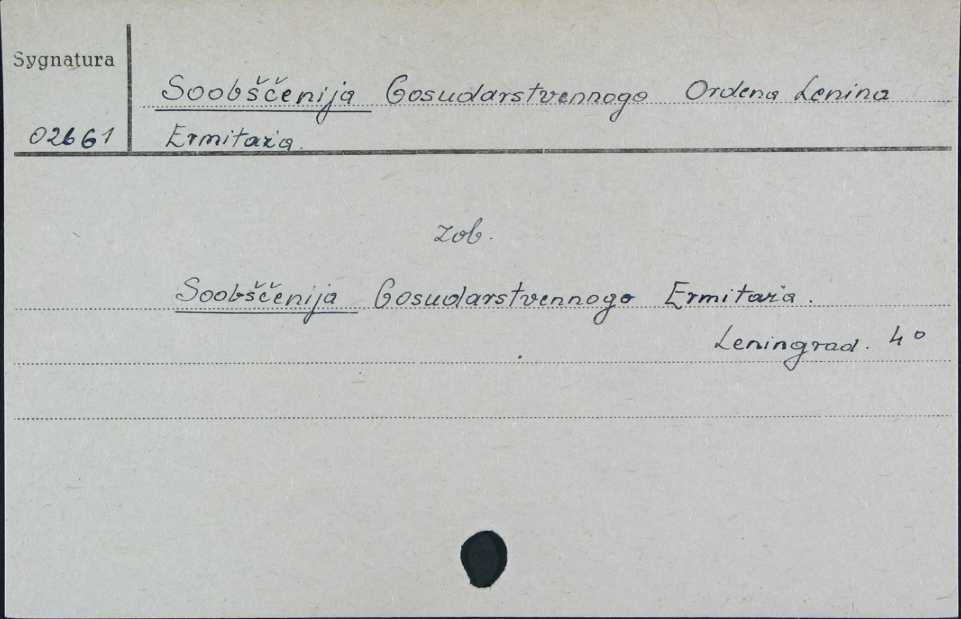 Sygnatura
Soobščenija Gosudarstvennogo Ordena Lenina
02661 Ermitaža.
zob.
Soobščenija Gosudarstvennogo Ermitaža.
Leningrad. 4°